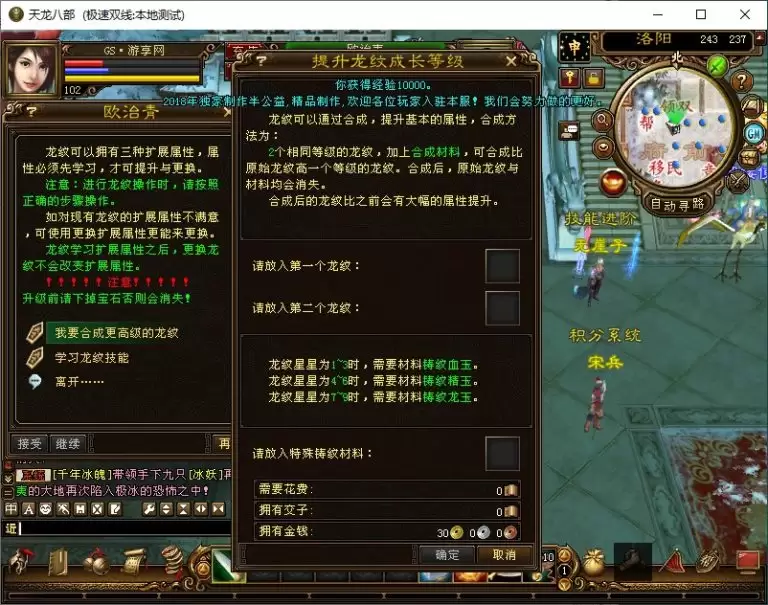 天龙八部 (极速双线:本地测试)
GS·游享网
102
欧治青
龙纹可以拥有三种扩展属性，属
性必须先学习，才可提升与更换。
注意：进行龙纹操作时，请按照
正确的步骤操作。
如对现有龙纹的扩展属性不满意
，可使用更换扩展属性更能来更换。
龙纹学习扩展属性之后，更换龙
纹不会改变扩展属性。
！！！！！注意！！！！！
升级前请下掉宝石否则会消失！
我要合成更高级的龙纹
学习龙纹技能
离开……
接受
继续
再
[千年冰魄]带领手下九只[冰妖]再
夷的大地再次陷入极冰的恐怖之中！
近
提升龙纹成长等级
你获得经验10000。
2018年独家制作半公益,精品制作,欢迎各位玩家入驻本服！我们会努力做的更好。
龙纹可以通过合成，提升基本的属性，合成方
法为：
2个相同等级的龙纹，加上合成材料，可合成比
原始龙纹高一个等级的龙纹。合成后，原始龙纹与
材料均会消失。
合成后的龙纹比之前会有大幅的属性提升。
请放入第一个龙纹：
请放入第二个龙纹：
龙纹星星为1~3时，需要材料铸纹血玉。
龙纹星星为4~6时，需要材料铸纹精玉。
龙纹星星为7~9时，需要材料铸纹龙玉。
请放入特殊铸纹材料：
需要花费: 0
拥有交子: 0
拥有金钱: 30 0 0
确定
取消
申
洛阳
243 237
北
GM
自动寻路
技能进阶
无崖子
积分系统
宋兵
10
1